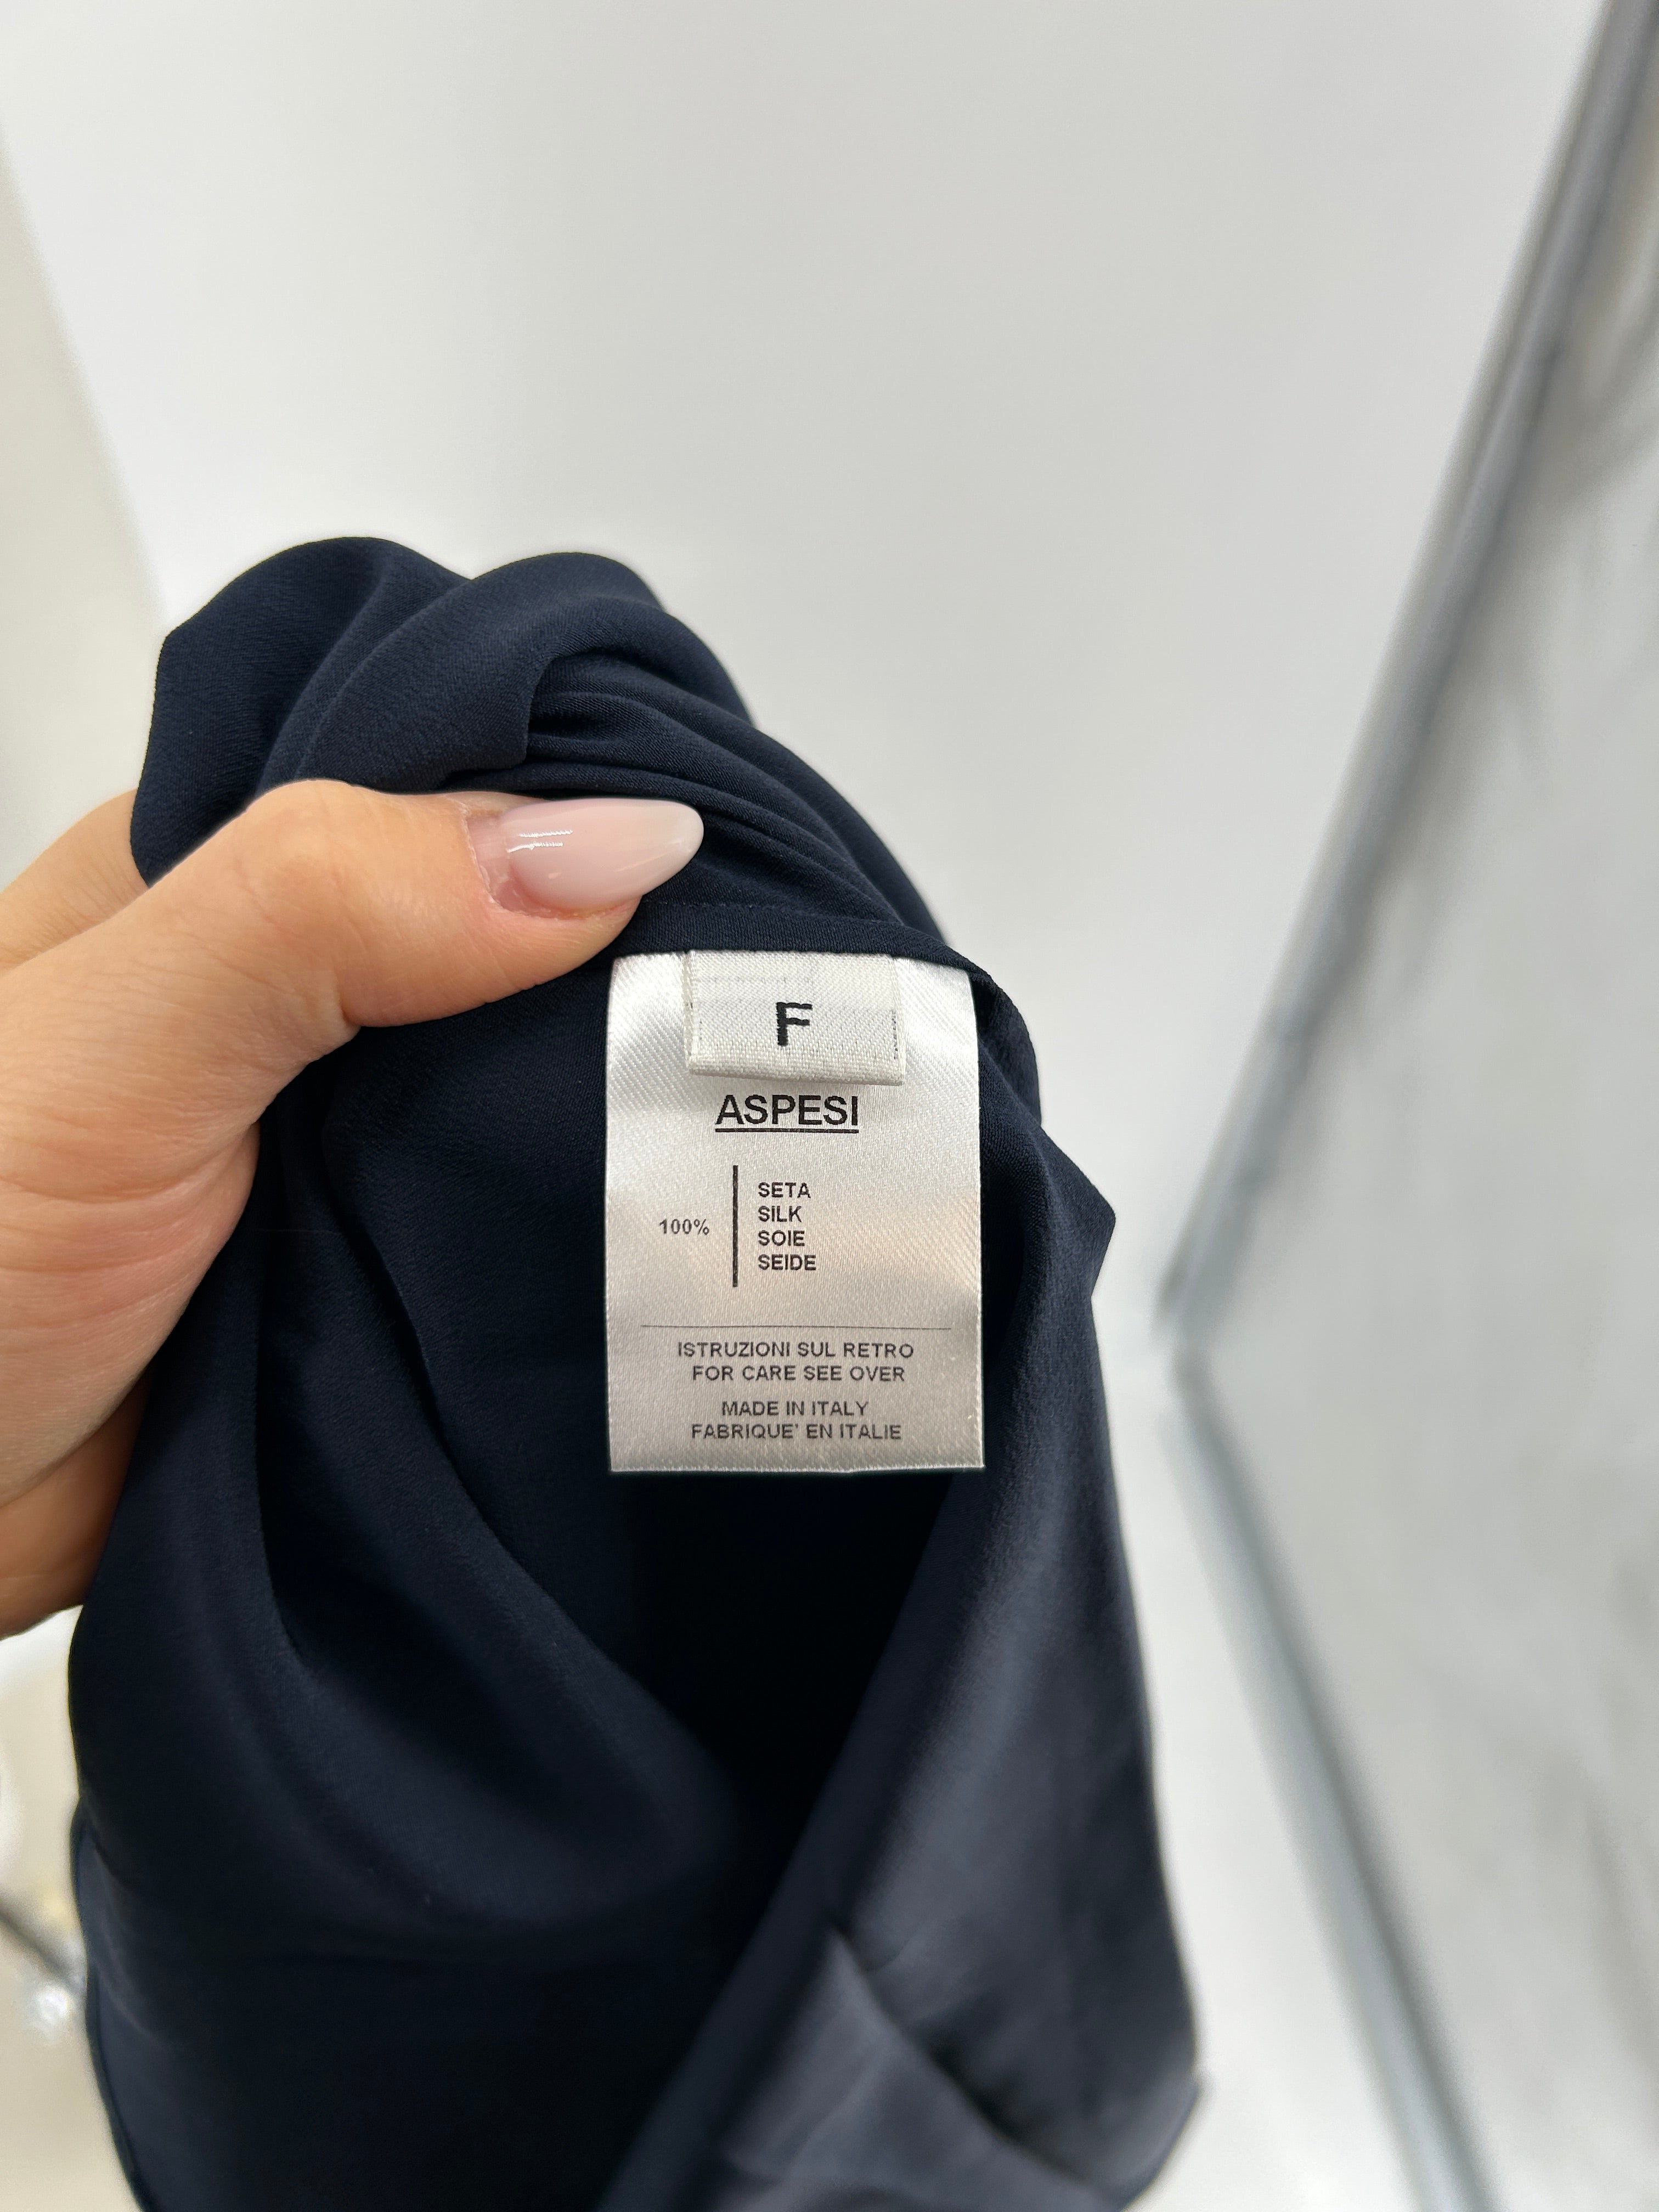 F
ASPESI
100%
SETA
SILK
SOIE
SEIDE
ISTRUZIONI SUL RETRO
FOR CARE SEE OVER
MADE IN ITALY
FABRIQUE' EN ITALIE